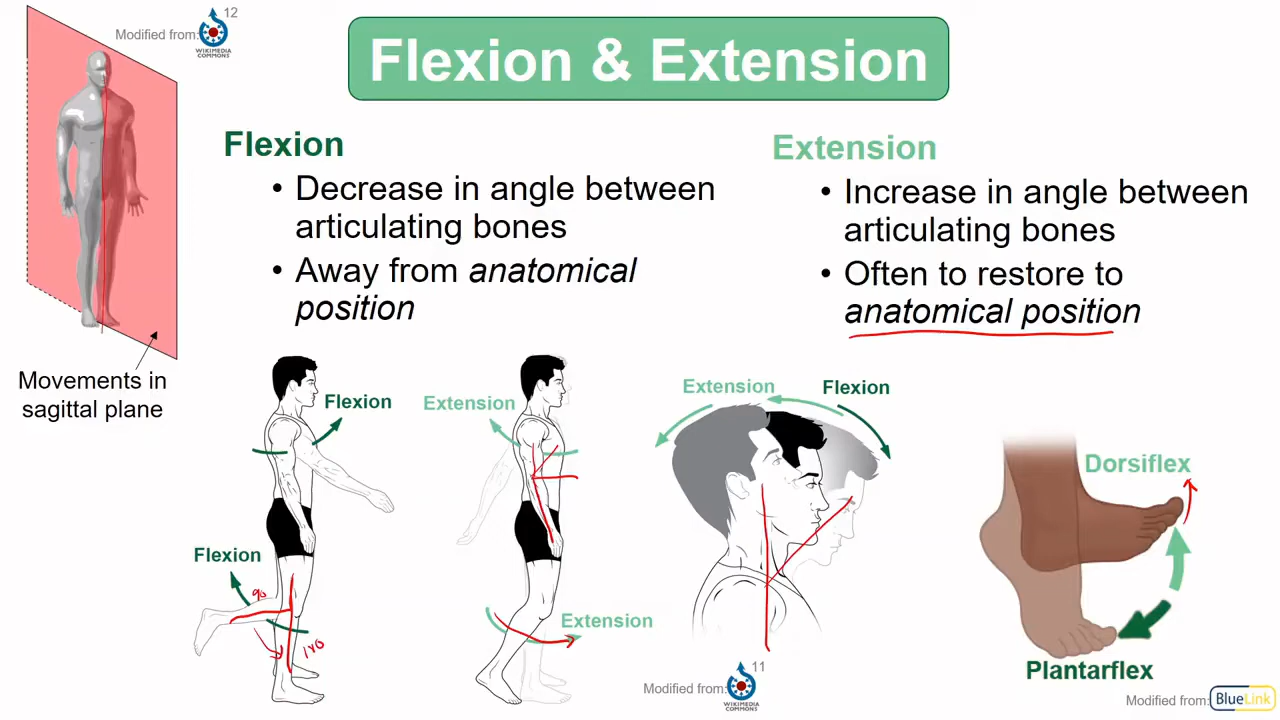 12
Modified from:
WIKIMEDIA
COMMONS
Flexion & Extension
Flexion
• Decrease in angle between
articulating bones
• Away from anatomical
position
Extension
• Increase in angle between
articulating bones
• Often to restore to
anatomical position
Movements in
sagittal plane
Flexion
Flexion
90
180
Extension
Extension
Extension
Flexion
11
Modified from:
WIKIMEDIA
COMMONS
Dorsiflex
Plantarflex
Modified from:
BlueLink